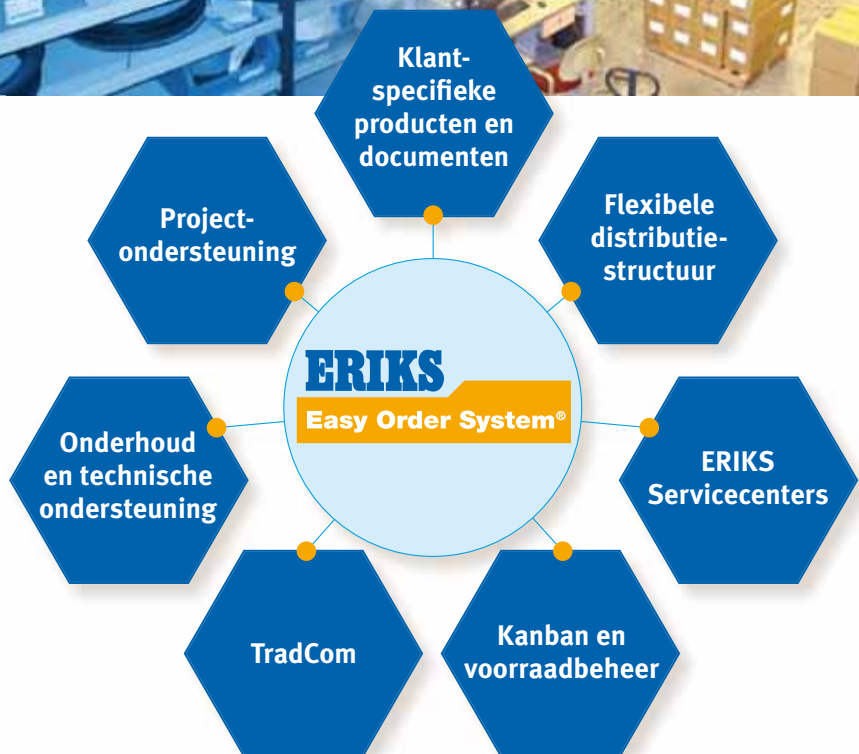 Klant-
specifieke
producten en
documenten
Project-
ondersteuning
Flexibele
distributie-
structuur
ERIKS
Easy Order System®
Onderhoud
en technische
ondersteuning
ERIKS
Servicecenters
TradCom
Kanban en
voorraadbeheer